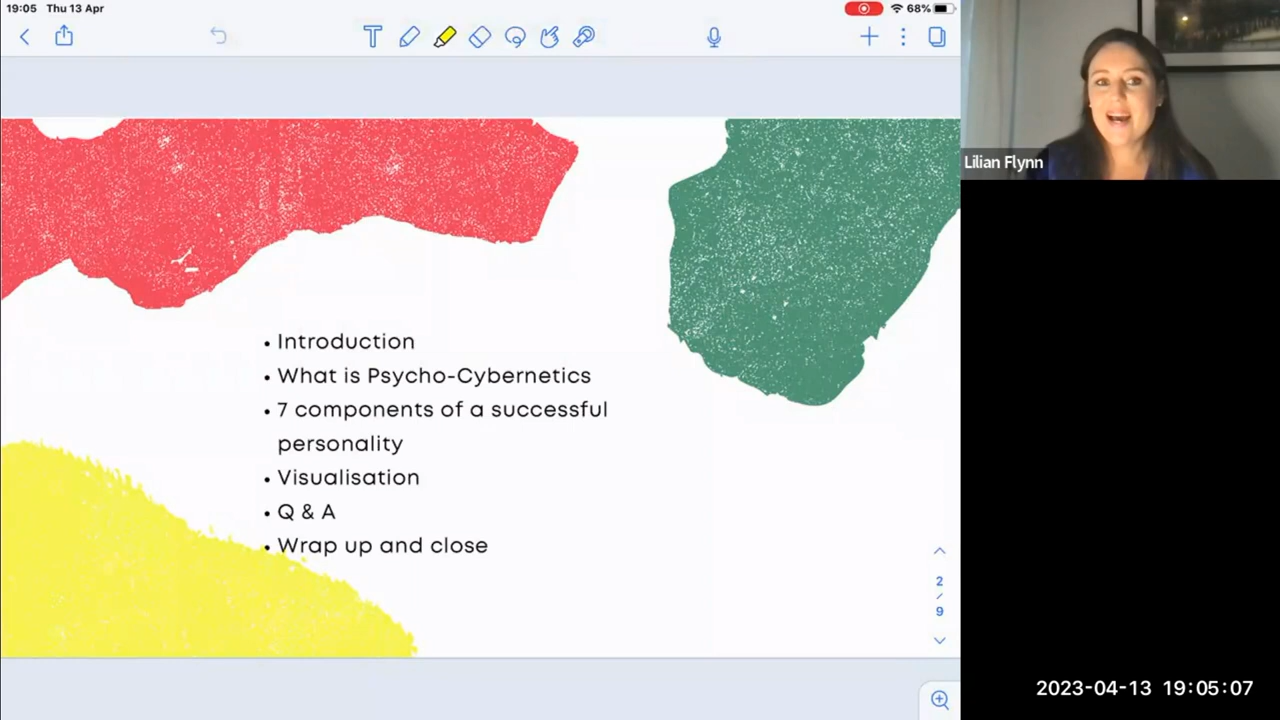 19:05 Thu 13 Apr
68%
T
Lilian Flynn
• Introduction
• What is Psycho-Cybernetics
• 7 components of a successful
personality
• Visualisation
• Q & A
• Wrap up and close
2
/
9
2023-04-13 19:05:07